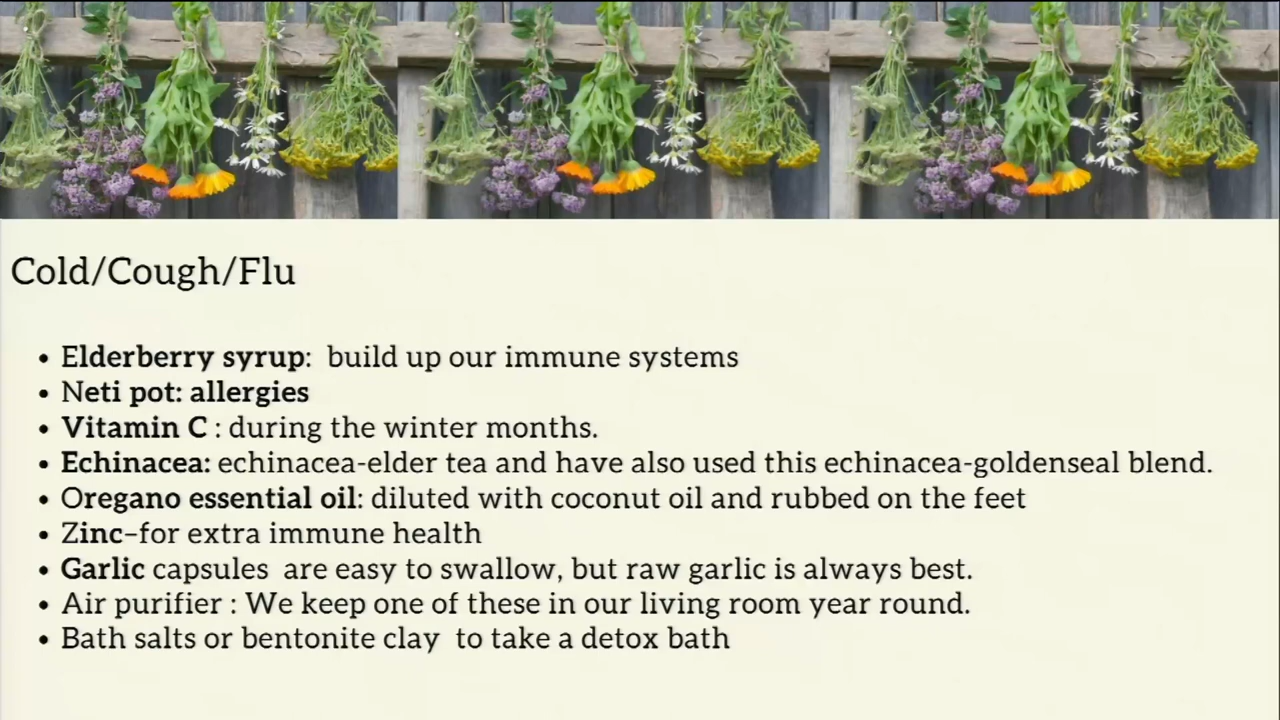 Cold/Cough/Flu
• Elderberry syrup:  build up our immune systems
• Neti pot: allergies
• Vitamin C : during the winter months.
• Echinacea: echinacea-elder tea and have also used this echinacea-goldenseal blend.
• Oregano essential oil: diluted with coconut oil and rubbed on the feet
• Zinc–for extra immune health
• Garlic capsules  are easy to swallow, but raw garlic is always best.
• Air purifier : We keep one of these in our living room year round.
• Bath salts or bentonite clay  to take a detox bath